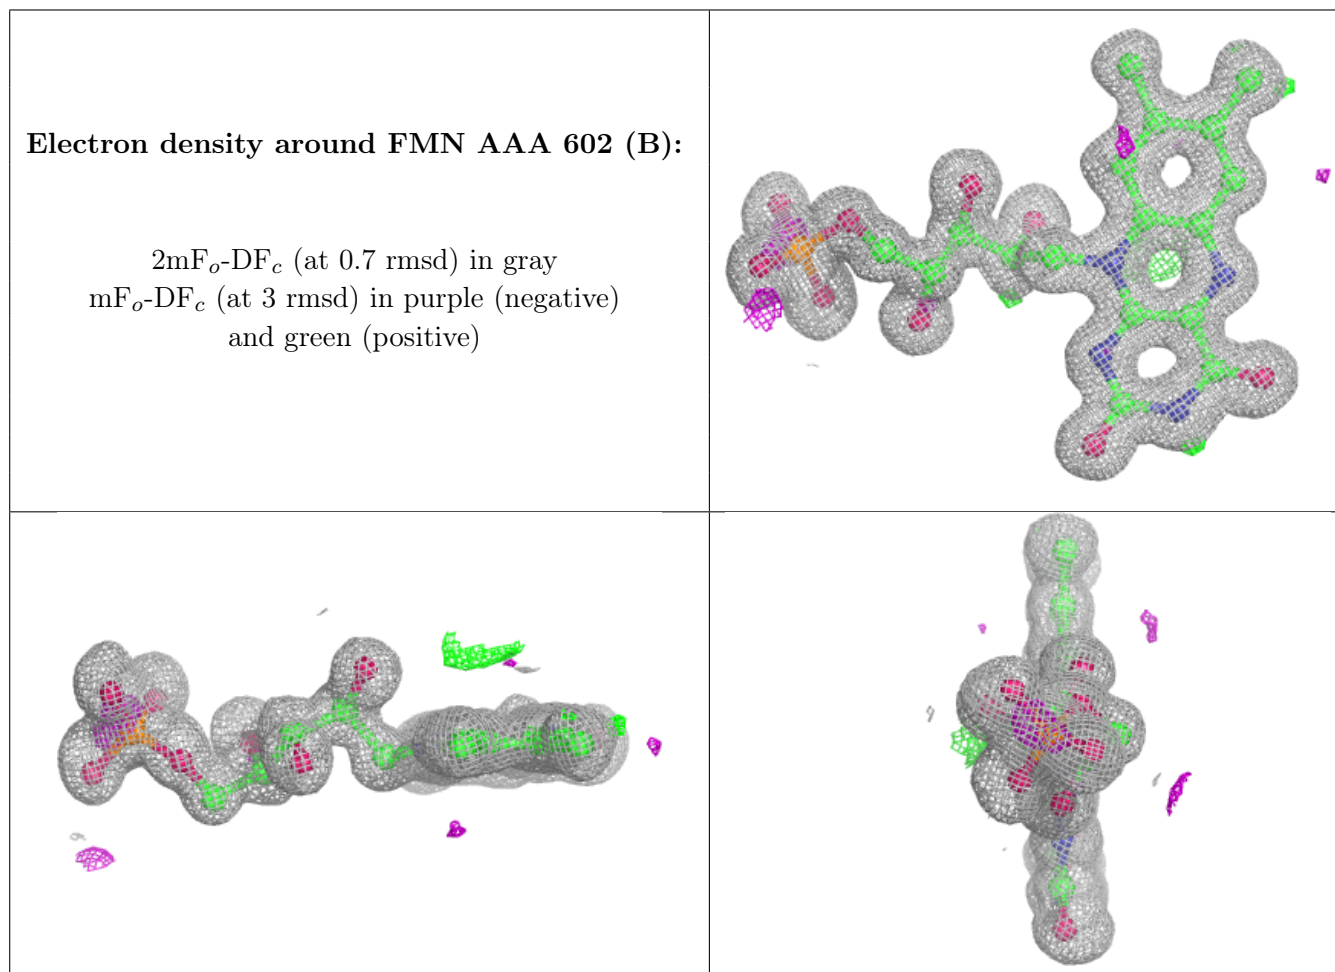 Electron density around FMN AAA 602 (B):
2mFo-DFc (at 0.7 rmsd) in gray
mFo-DFc (at 3 rmsd) in purple (negative)
and green (positive)